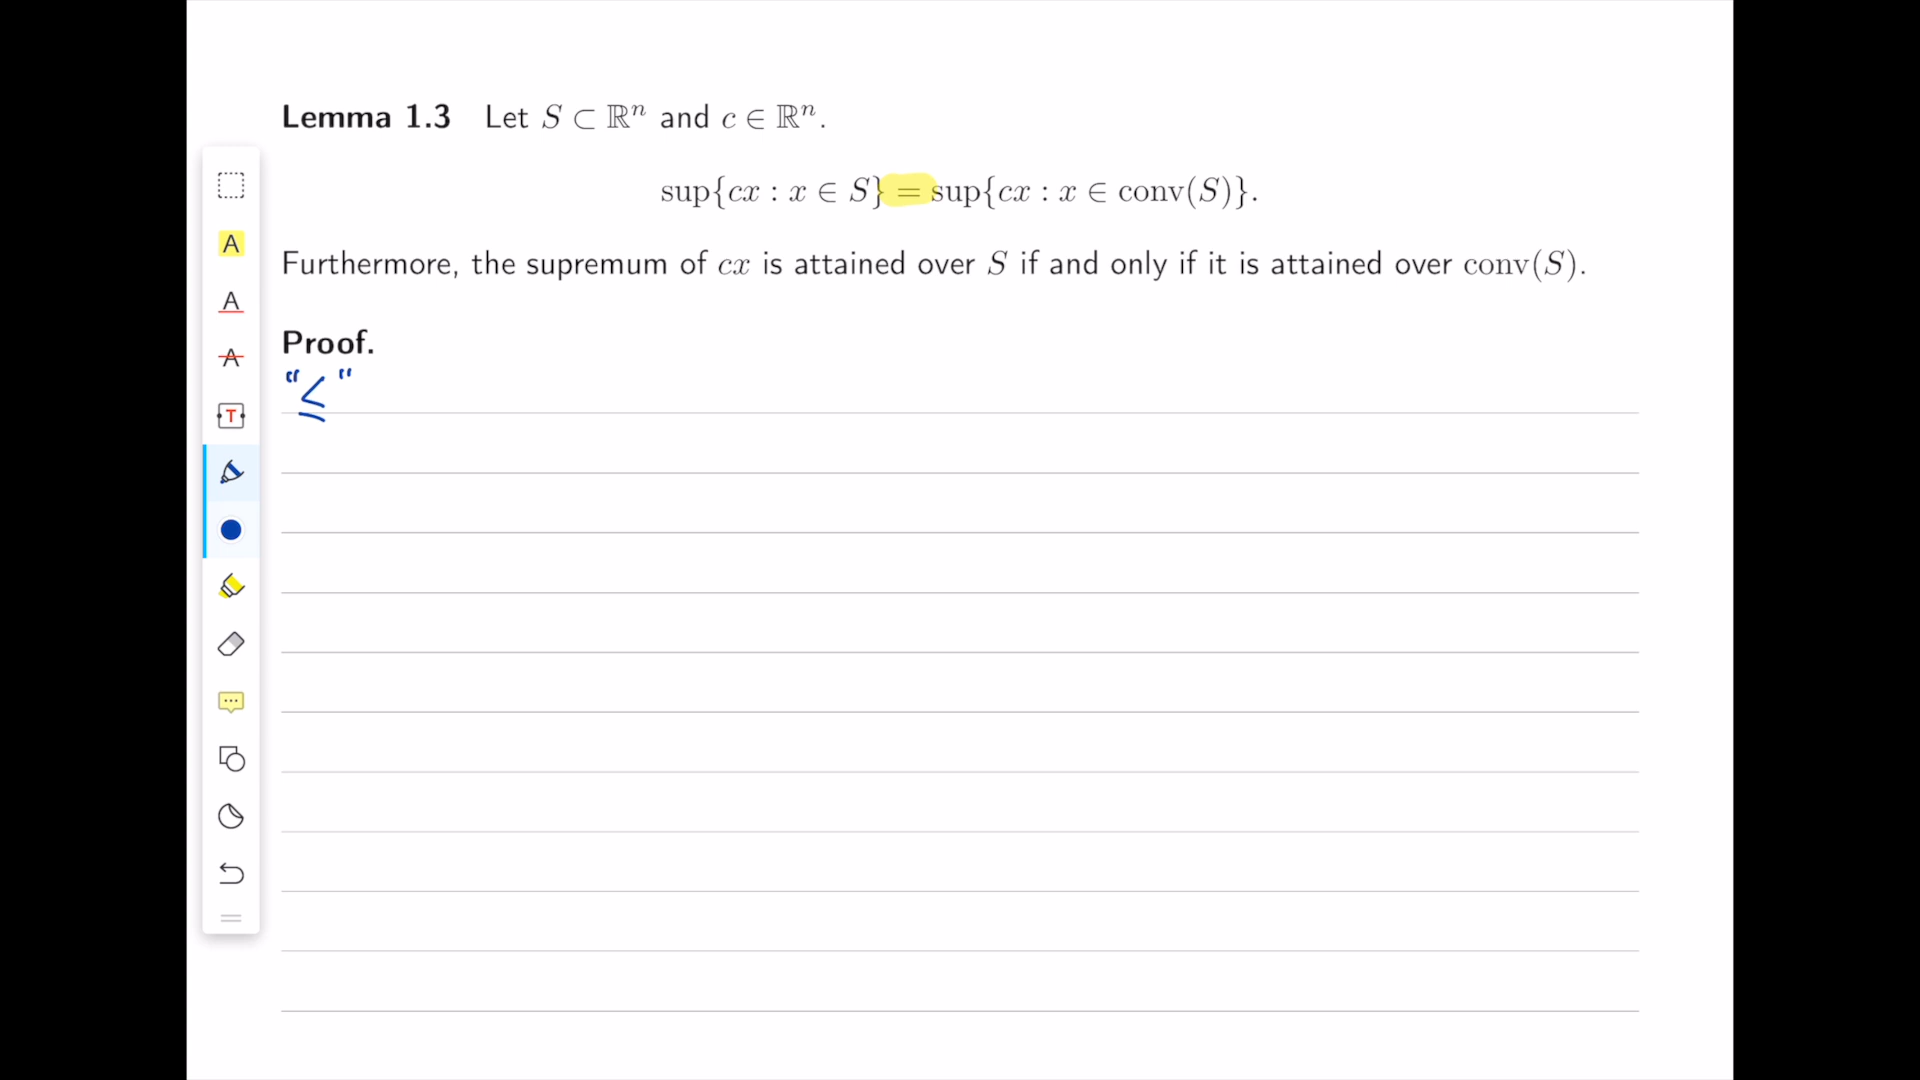 Lemma 1.3 Let S ⊂ ℝⁿ and c ∈ ℝⁿ.
sup{cx : x ∈ S} = sup{cx : x ∈ conv(S)}.
Furthermore, the supremum of cx is attained over S if and only if it is attained over conv(S).
Proof.
"≤"
A
A
A
T